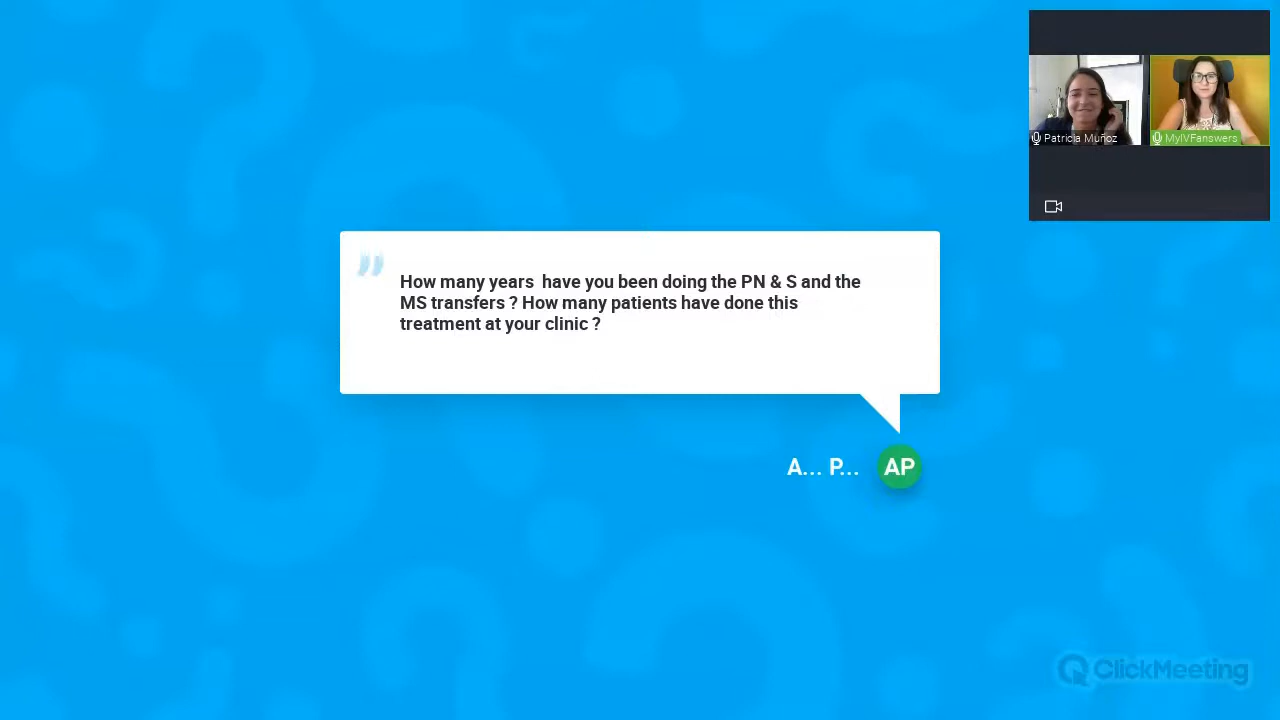 Patricia Muñoz
MyIVFanswers
How many years have you been doing the PN & S and the
MS transfers ? How many patients have done this
treatment at your clinic ?
A... P...
AP
ClickMeeting